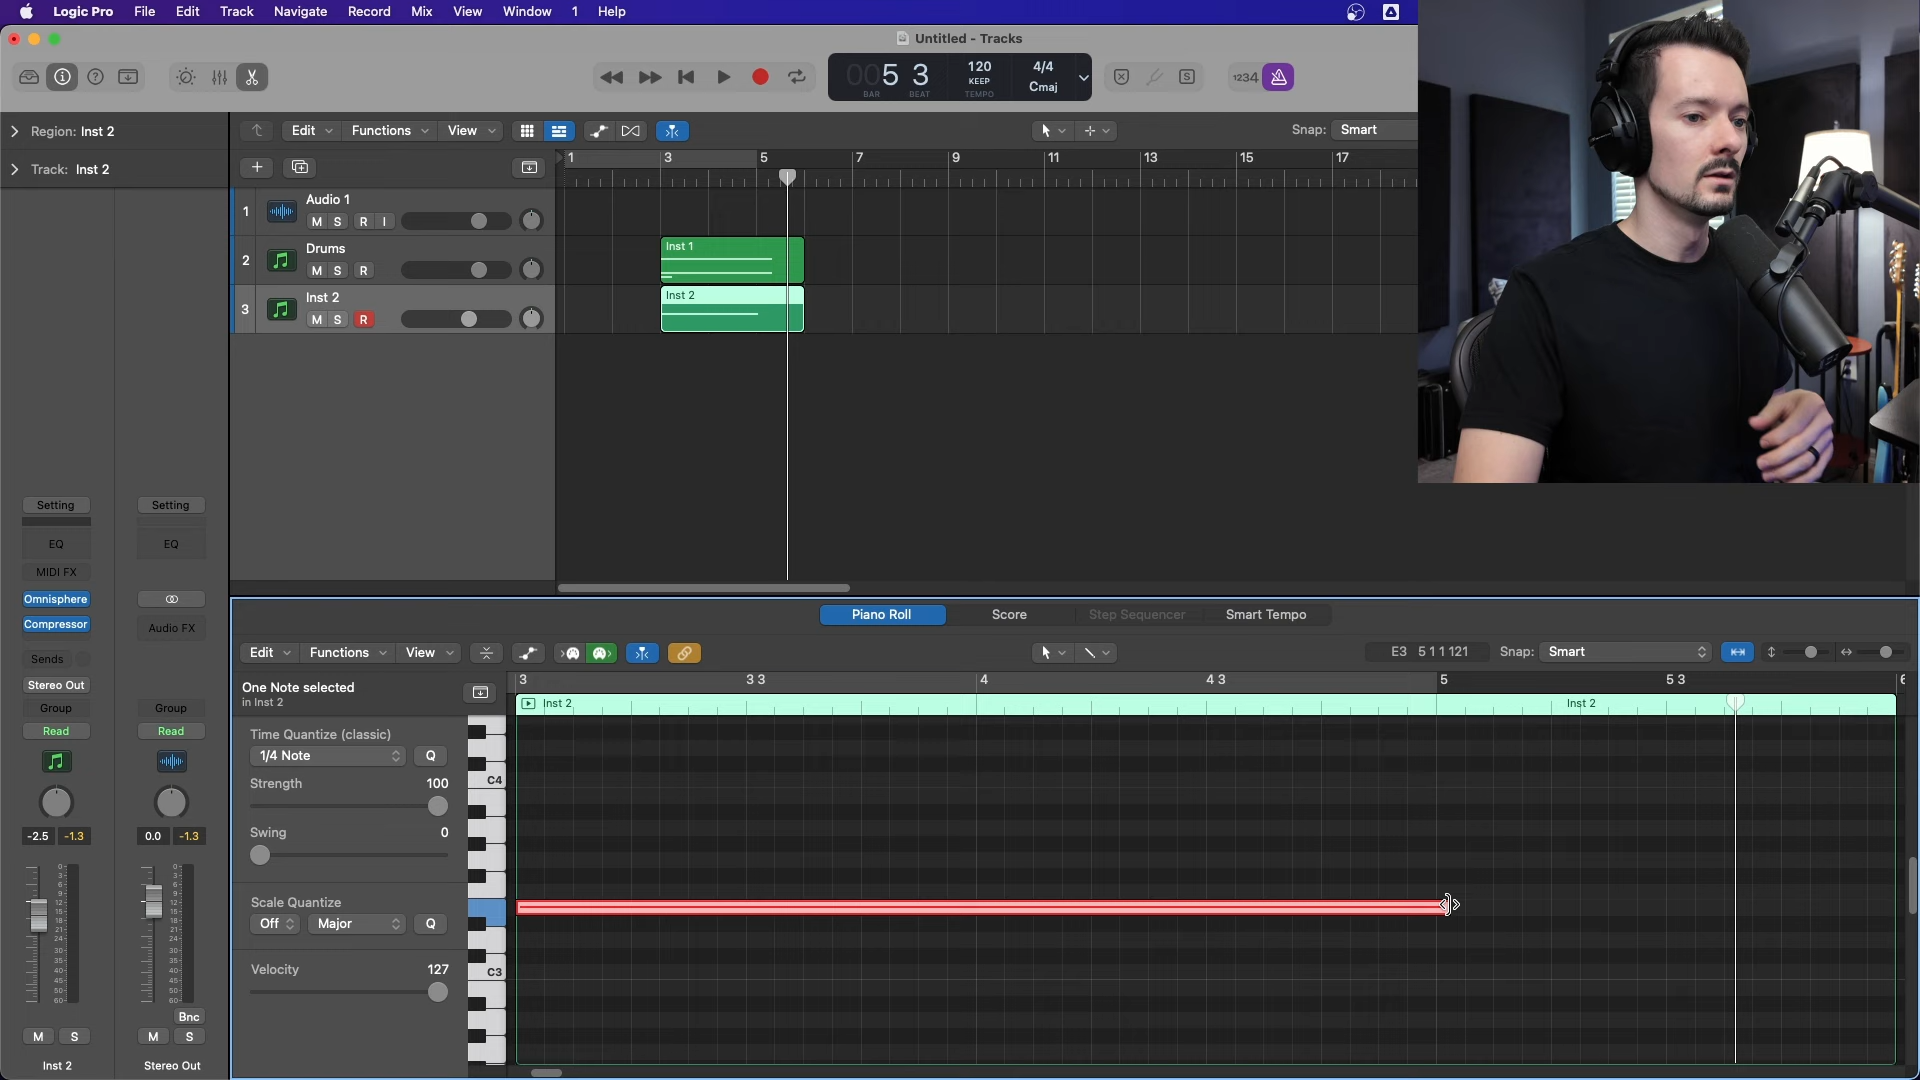 Logic Pro File Edit Track Navigate Record Mix View Window 1 Help
Untitled - Tracks
005 3 120 4/4
KEEP Cmaj
BAR BEAT TEMPO
S
1234
Region: Inst 2
Edit Functions View
Snap: Smart
Track: Inst 2
1 3 5 7 9 11 13 15 17
1 Audio 1
M S R I
2 Drums
M S R
Inst 1
3 Inst 2
M S R
Inst 2
Setting Setting
EQ EQ
MIDI FX
Omnisphere
Compressor Audio FX
Sends
Stereo Out
Group Group
Read Read
-2.5 -1.3 0.0 -1.3
Bnc
M S M S
Inst 2 Stereo Out
Piano Roll Score Step Sequencer Smart Tempo
Edit Functions View
E3 5 1 1 121 Snap: Smart
One Note selected
in Inst 2
3 3 3 4 4 3 5 5 3 6
Inst 2 Inst 2
Time Quantize (classic)
1/4 Note Q
Strength 100
Swing 0
Scale Quantize
Off Major Q
Velocity 127
C4
C3